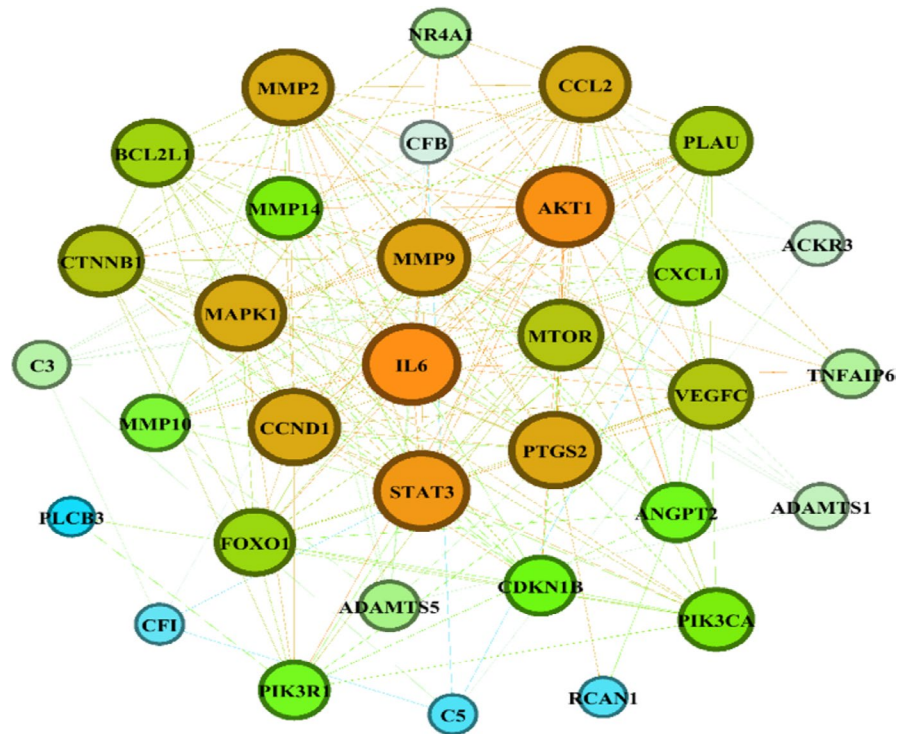 NR4A1
MMP2
CCL2
CFB
PLAU
BCL2L1
MMP14
AKT1
ACKR3
CTNNB1
MMP9
CXCL1
MAPK1
MTOR
C3
IL6
TNFAIP6
VEGFC
MMP10
CCND1
PTGS2
STAT3
PLCB3
ANGPT2
ADAMTS1
FOXO1
CDKN1B
ADAMTS5
CFI
PIK3CA
PIK3R1
RCAN1
C5